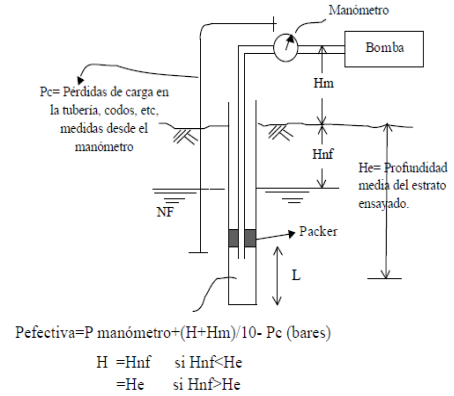 Manómetro
Bomba
Hm
Pc= Pérdidas de carga en
la tubería, codos, etc,
medidas desde el
manómetro
Hnf
He= Profundidad
media del estrato
ensayado.
NF
Packer
L
Pefectiva=P manómetro+(H+Hm)/10- Pc (bares)
H =Hnf si Hnf<He
=He si Hnf>He